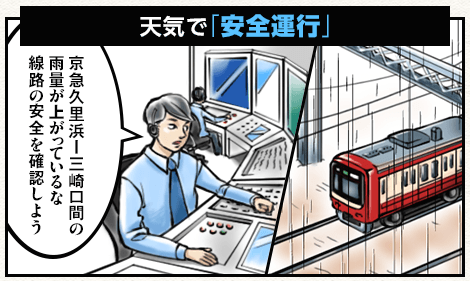 天気で「安全運行」
京急久里浜ー三崎口間の
雨量が上がっているな
線路の安全を確認しよう